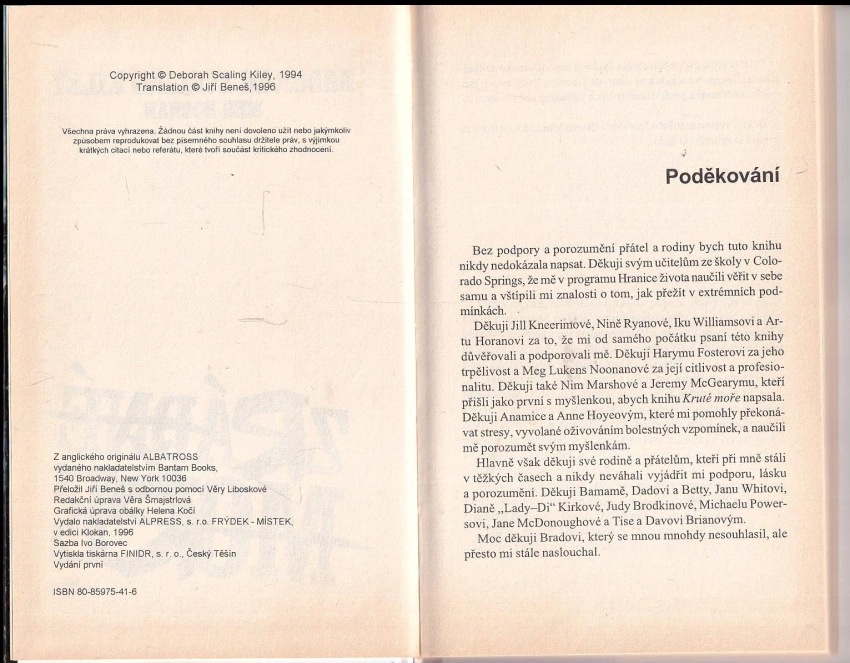 Copyright © Deborah Scaling Kiley, 1994
Translation © Jiří Beneš,1996
Všechna práva vyhrazena. Žádnou část knihy není dovoleno užít nebo jakýmkoliv
způsobem reprodukovat bez písemného souhlasu držitele práv, s výjimkou
krátkých citací nebo referátu, které tvoří součást kritického zhodnocení.
Z anglického originálu ALBATROSS
vydaného nakladatelstvím Bantam Books,
1540 Broadway, New York 10036
Přeložil Jiří Beneš s odbornou pomocí Věry Liboskové
Redakční úprava Věra Šmajstrlová
Grafická úprava obálky Helena Kočí
Vydalo nakladatelství ALPRESS, s. r.o. FRÝDEK - MÍSTEK,
v edici Klokan, 1996
Sazba Ivo Borovec
Vytiskla tiskárna FINIDR, s. r. o., Český Těšín
Vydání první
ISBN 80-85975-41-6
Poděkování
Bez podpory a porozumění přátel a rodiny bych tuto knihu
nikdy nedokázala napsat. Děkuji svým učitelům ze školy v Colo-
rado Springs, že mě v programu Hranice života naučili věřit v sebe
samu a vštípili mi znalosti o tom, jak přežít v extrémních pod-
mínkách.
Děkuji Jill Kneerimové, Nině Ryanové, Iku Williamsovi a Ar-
tu Horanovi za to, že mi od samého počátku psaní této knihy
důvěřovali a podporovali mě. Děkuji Harymu Fosterovi za jeho
trpělivost a Meg Lukens Noonanové za její citlivost a profesio-
nalitu. Děkuji také Nim Marshové a Jeremy McGearymu, kteří
přišli jako první s myšlenkou, abych knihu Kruté moře napsala.
Děkuji Anamice a Anne Hoyeovým, které mi pomohly překoná-
vat stresy, vyvolané oživováním bolestných vzpomínek, a naučili
mě porozumět svým myšlenkám.
Hlavně však děkuji své rodině a přátelům, kteří při mně stáli
v těžkých časech a nikdy neváhali vyjádřit mi podporu, lásku
a porozumění. Děkuji Bamamě, Dadovi a Betty, Janu Whitovi,
Dianě „Lady–Di" Kirkové, Judy Brodkinové, Michaelu Power-
sovi, Jane McDonoughové a Tise a Davovi Brianovým.
Moc děkuji Bradovi, který se mnou mnohdy nesouhlasil, ale
přesto mi stále naslouchal.